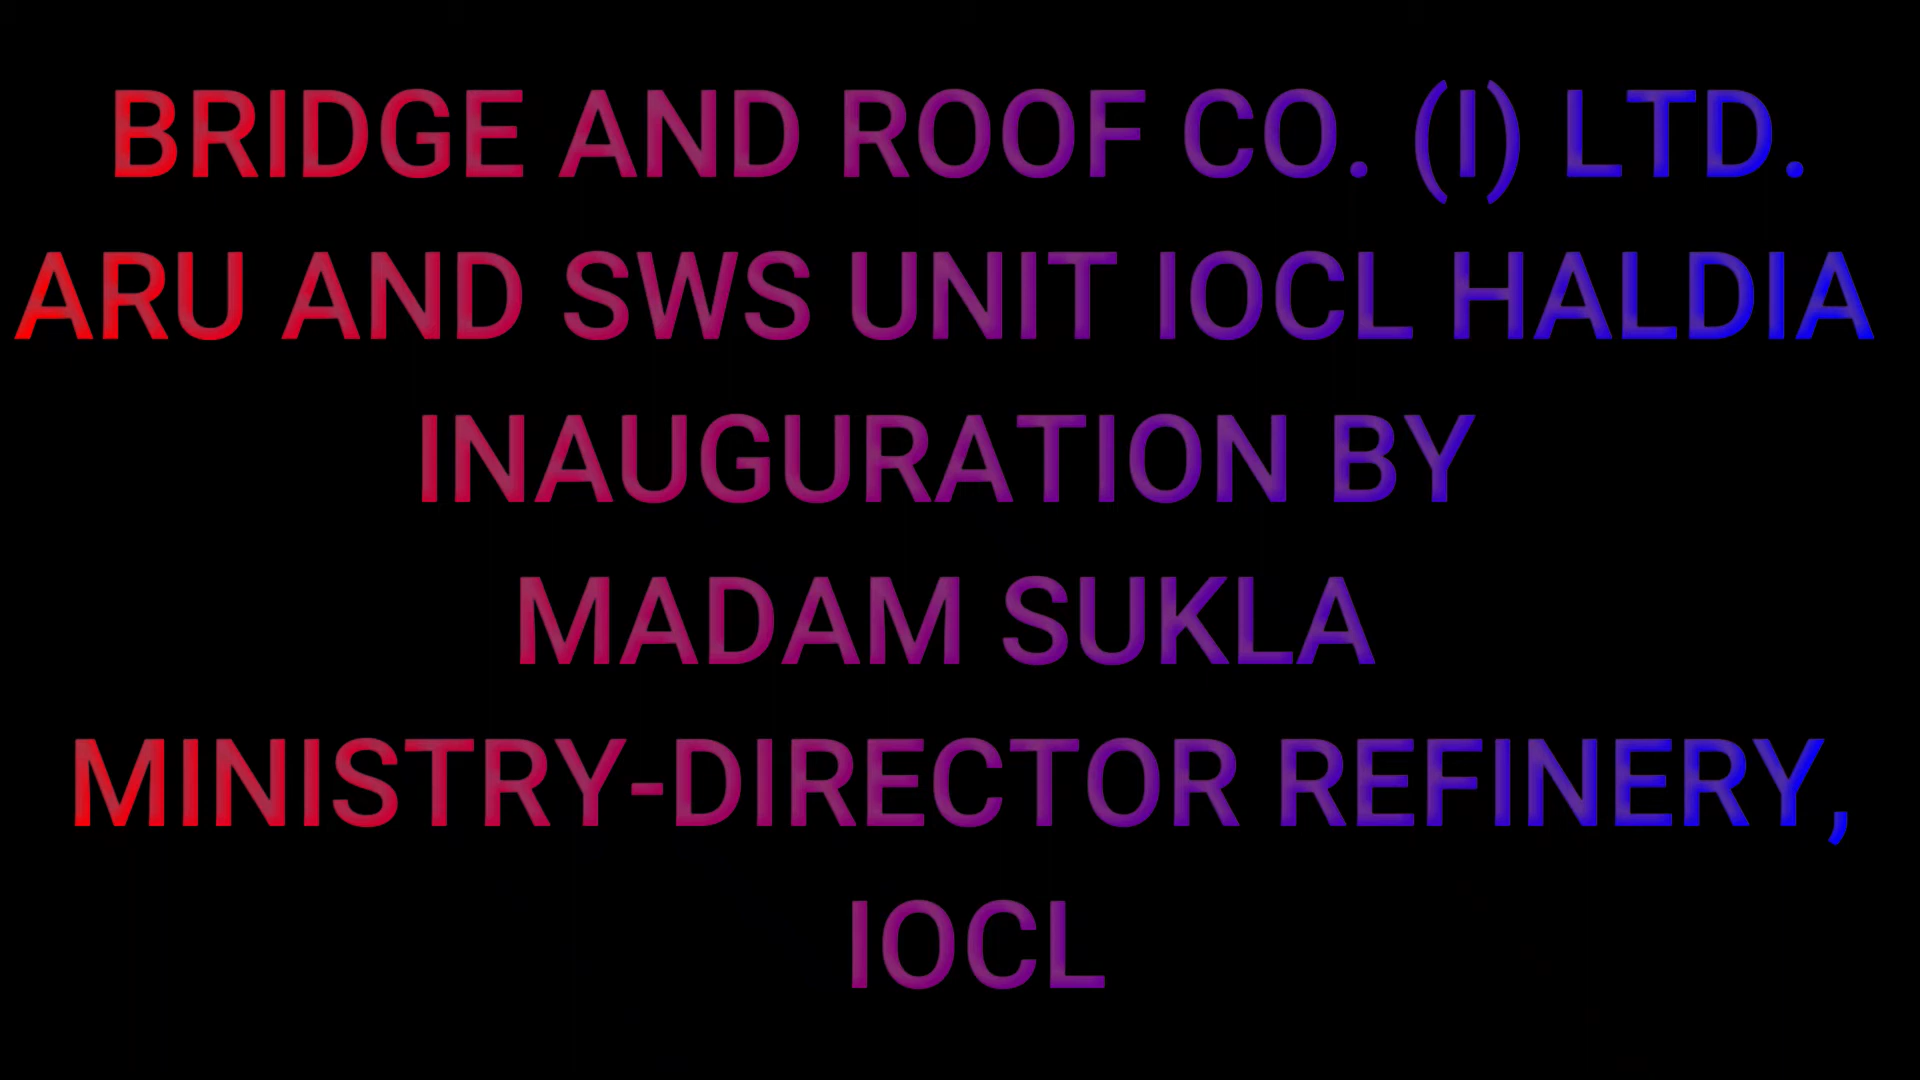 BRIDGE AND ROOF CO. (I) LTD.
ARU AND SWS UNIT IOCL HALDIA
INAUGURATION BY
MADAM SUKLA
MINISTRY-DIRECTOR REFINERY,
IOCL